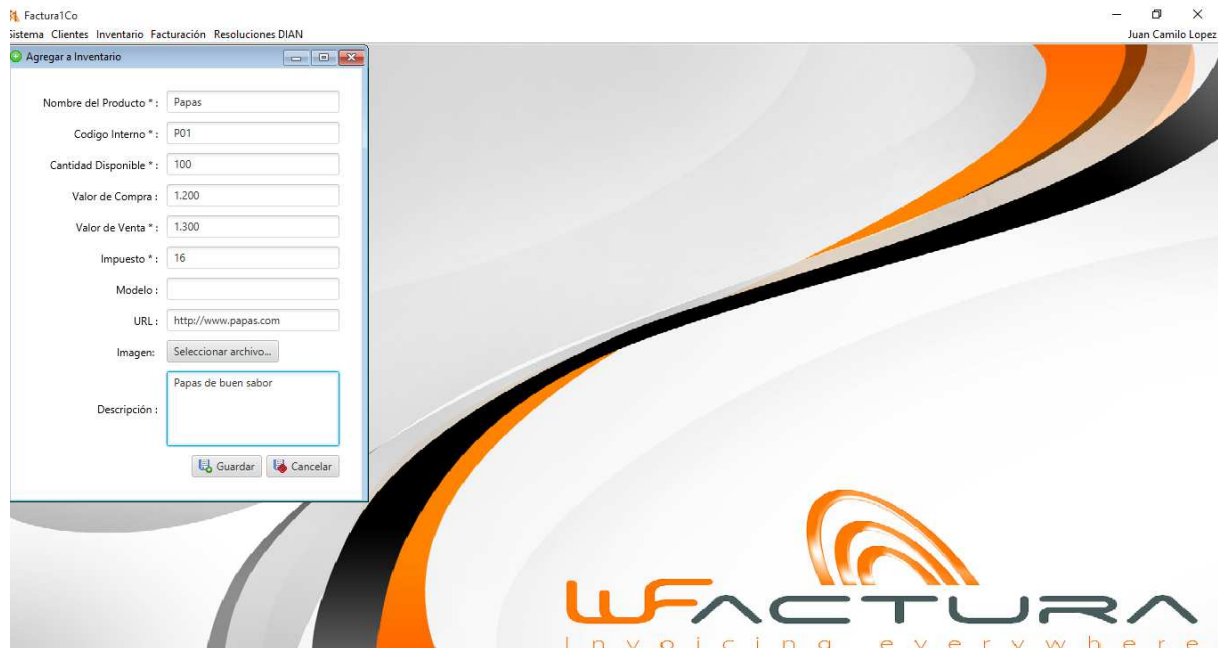 Factura1Co
Sistema Clientes Inventario Facturación Resoluciones DIAN
Juan Camilo Lopez
Agregar a Inventario
Nombre del Producto * : Papas
Codigo Interno * : P01
Cantidad Disponible * : 100
Valor de Compra : 1.200
Valor de Venta * : 1.300
Impuesto * : 16
Modelo :
URL : http://www.papas.com
Imagen: Seleccionar archivo...
Descripción : Papas de buen sabor
Guardar Cancelar
wFactura
Invoicing everywhere